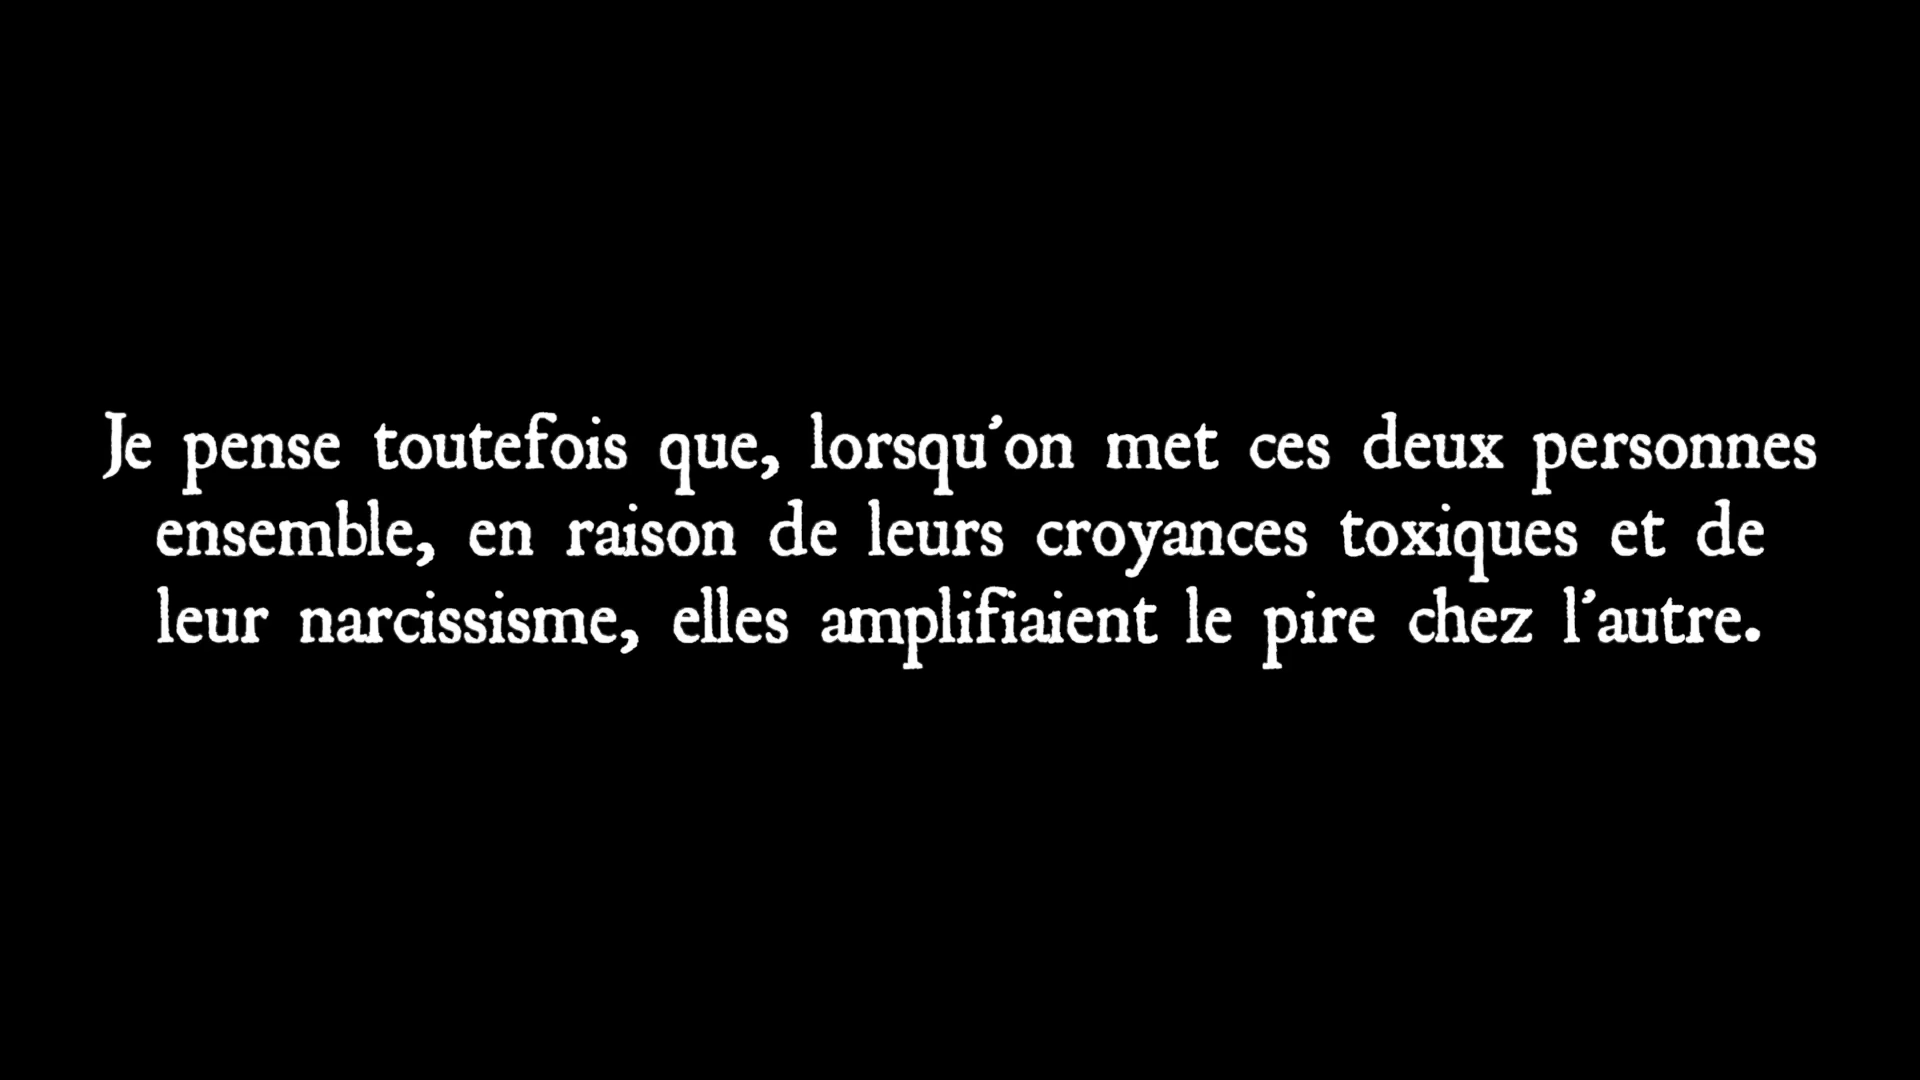 Je pense toutefois que, lorsqu'on met ces deux personnes
ensemble, en raison de leurs croyances toxiques et de
leur narcissisme, elles amplifiaient le pire chez l'autre.